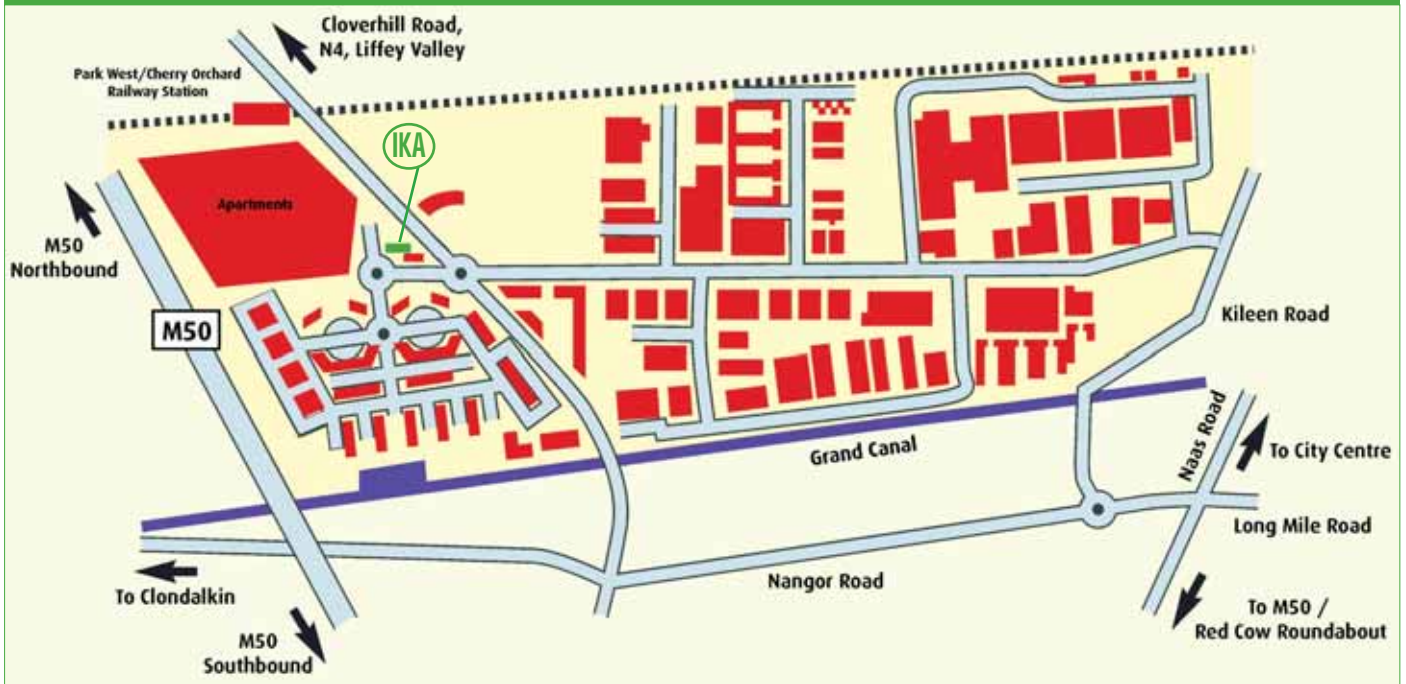 Cloverhill Road,
N4, Liffey Valley
Park West/Cherry Orchard
Railway Station
IKA
Apartments
M50
Northbound
M50
Kileen Road
Grand Canal
Naas Road
To City Centre
Long Mile Road
Nangor Road
To Clondalkin
M50
Southbound
To M50 /
Red Cow Roundabout